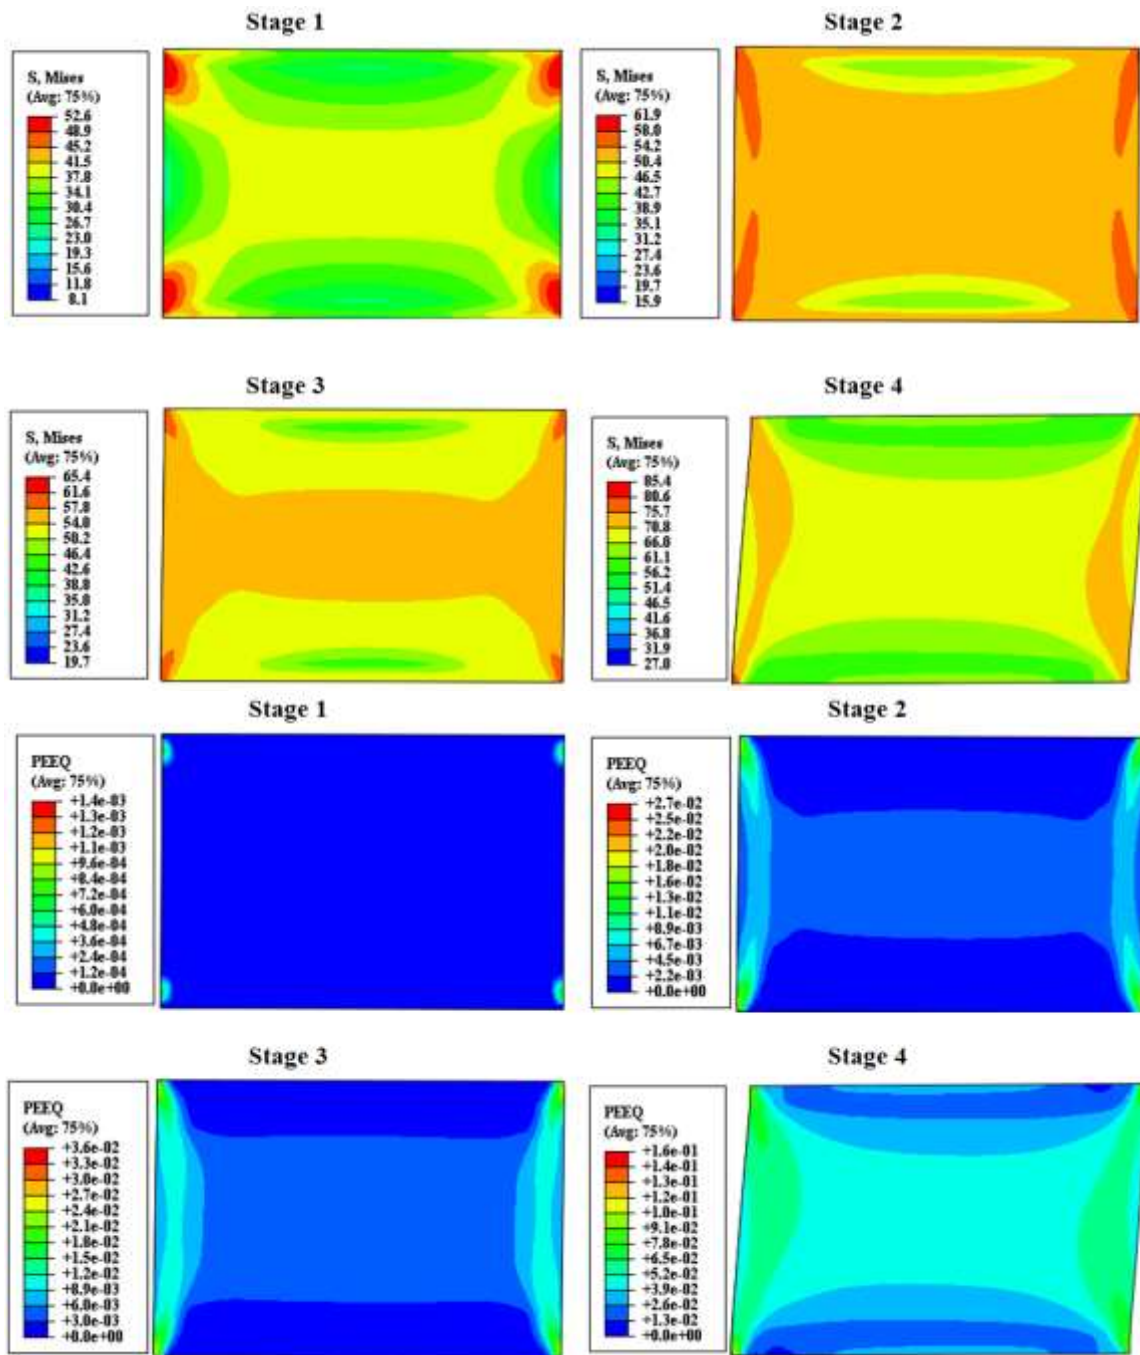 Stage 1
S, Mises
(Avg: 75%)
52.6
48.9
45.2
41.5
37.8
34.1
30.4
26.7
23.0
19.3
15.6
11.8
8.1
Stage 2
S, Mises
(Avg: 75%)
61.9
58.0
54.2
50.4
46.5
42.7
38.9
35.1
31.2
27.4
23.6
19.7
15.9
Stage 3
S, Mises
(Avg: 75%)
65.4
61.6
57.8
54.0
50.2
46.4
42.6
38.8
35.0
31.2
27.4
23.6
19.7
Stage 4
S, Mises
(Avg: 75%)
85.4
80.6
75.7
70.8
66.0
61.1
56.2
51.4
46.5
41.6
36.8
31.9
27.0
Stage 1
PEEQ
(Avg: 75%)
+1.4e-03
+1.3e-03
+1.2e-03
+1.1e-03
+9.6e-04
+8.4e-04
+7.2e-04
+6.0e-04
+4.8e-04
+3.6e-04
+2.4e-04
+1.2e-04
+0.0e+00
Stage 2
PEEQ
(Avg: 75%)
+2.7e-02
+2.5e-02
+2.2e-02
+2.0e-02
+1.8e-02
+1.6e-02
+1.3e-02
+1.1e-02
+8.9e-03
+6.7e-03
+4.5e-03
+2.2e-03
+0.0e+00
Stage 3
PEEQ
(Avg: 75%)
+3.6e-02
+3.3e-02
+3.0e-02
+2.7e-02
+2.4e-02
+2.1e-02
+1.8e-02
+1.5e-02
+1.2e-02
+8.9e-03
+6.0e-03
+3.0e-03
+0.0e+00
Stage 4
PEEQ
(Avg: 75%)
+1.6e-01
+1.4e-01
+1.3e-01
+1.2e-01
+1.0e-01
+9.1e-02
+7.8e-02
+6.5e-02
+5.2e-02
+3.9e-02
+2.6e-02
+1.3e-02
+0.0e+00